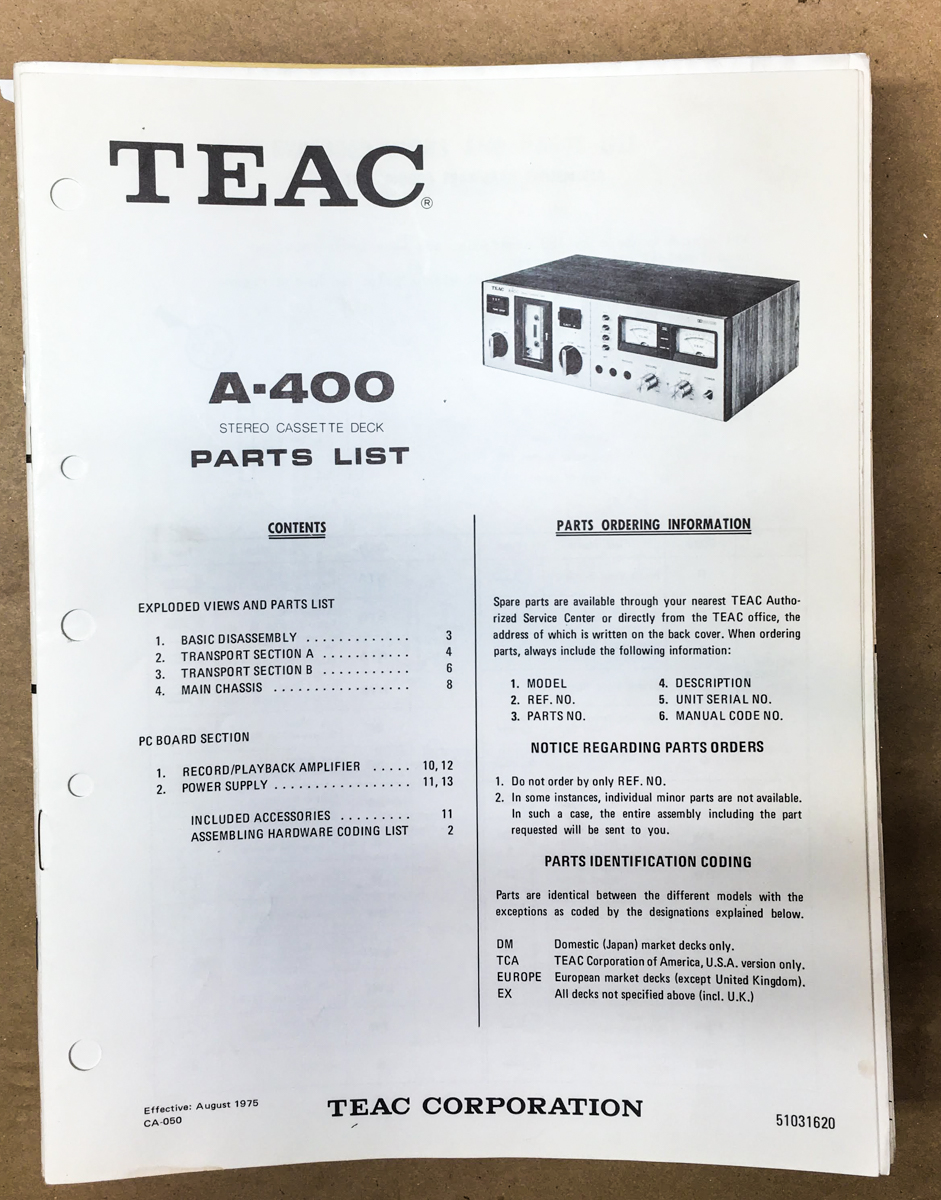 TEAC®
TEAC
A-400
STEREO CASSETTE DECK
PARTS LIST
CONTENTS
EXPLODED VIEWS AND PARTS LIST
1. BASIC DISASSEMBLY . . . . . . . . . . . . . 3
2. TRANSPORT SECTION A . . . . . . . . . . . 4
3. TRANSPORT SECTION B . . . . . . . . . . . 6
4. MAIN CHASSIS . . . . . . . . . . . . . . . . . 8
PC BOARD SECTION
1. RECORD/PLAYBACK AMPLIFIER . . . . . 10, 12
2. POWER SUPPLY . . . . . . . . . . . . . . . . . 11, 13
INCLUDED ACCESSORIES . . . . . . . . . 11
ASSEMBLING HARDWARE CODING LIST 2
PARTS ORDERING INFORMATION
Spare parts are available through your nearest TEAC Autho-
rized Service Center or directly from the TEAC office, the
address of which is written on the back cover. When ordering
parts, always include the following information:
1. MODEL 4. DESCRIPTION
2. REF. NO. 5. UNIT SERIAL NO.
3. PARTS NO. 6. MANUAL CODE NO.
NOTICE REGARDING PARTS ORDERS
1. Do not order by only REF. NO.
2. In some instances, individual minor parts are not available.
In such a case, the entire assembly including the part
requested will be sent to you.
PARTS IDENTIFICATION CODING
Parts are identical between the different models with the
exceptions as coded by the designations explained below.
DM Domestic (Japan) market decks only.
TCA TEAC Corporation of America, U.S.A. version only.
EUROPE European market decks (except United Kingdom).
EX All decks not specified above (incl. U.K.)
Effective: August 1975
CA-050
TEAC CORPORATION
51031620